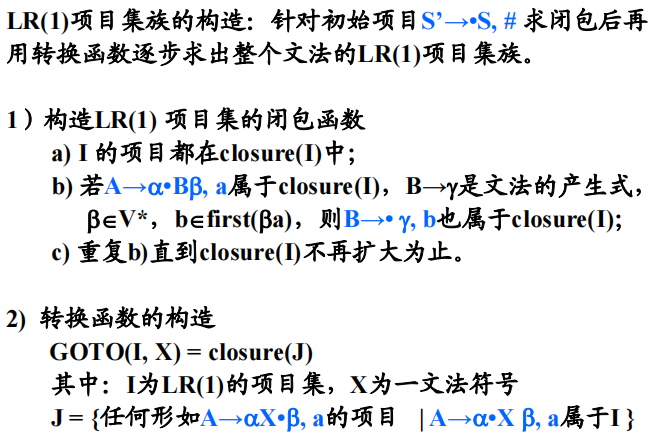 LR(1)项目集族的构造：针对初始项目S’→•S, # 求闭包后再
用转换函数逐步求出整个文法的LR(1)项目集族。
1）构造LR(1) 项目集的闭包函数
a) I 的项目都在closure(I)中；
b) 若A→α•Bβ, a属于closure(I)，B→γ是文法的产生式，
β∈V*，b∈first(βa)，则B→• γ, b也属于closure(I);
c) 重复b)直到closure(I)不再扩大为止。
2) 转换函数的构造
GOTO(I, X) = closure(J)
其中：I为LR(1)的项目集，X为一文法符号
J = {任何形如A→αX•β, a的项目 | A→α•X β, a属于I }